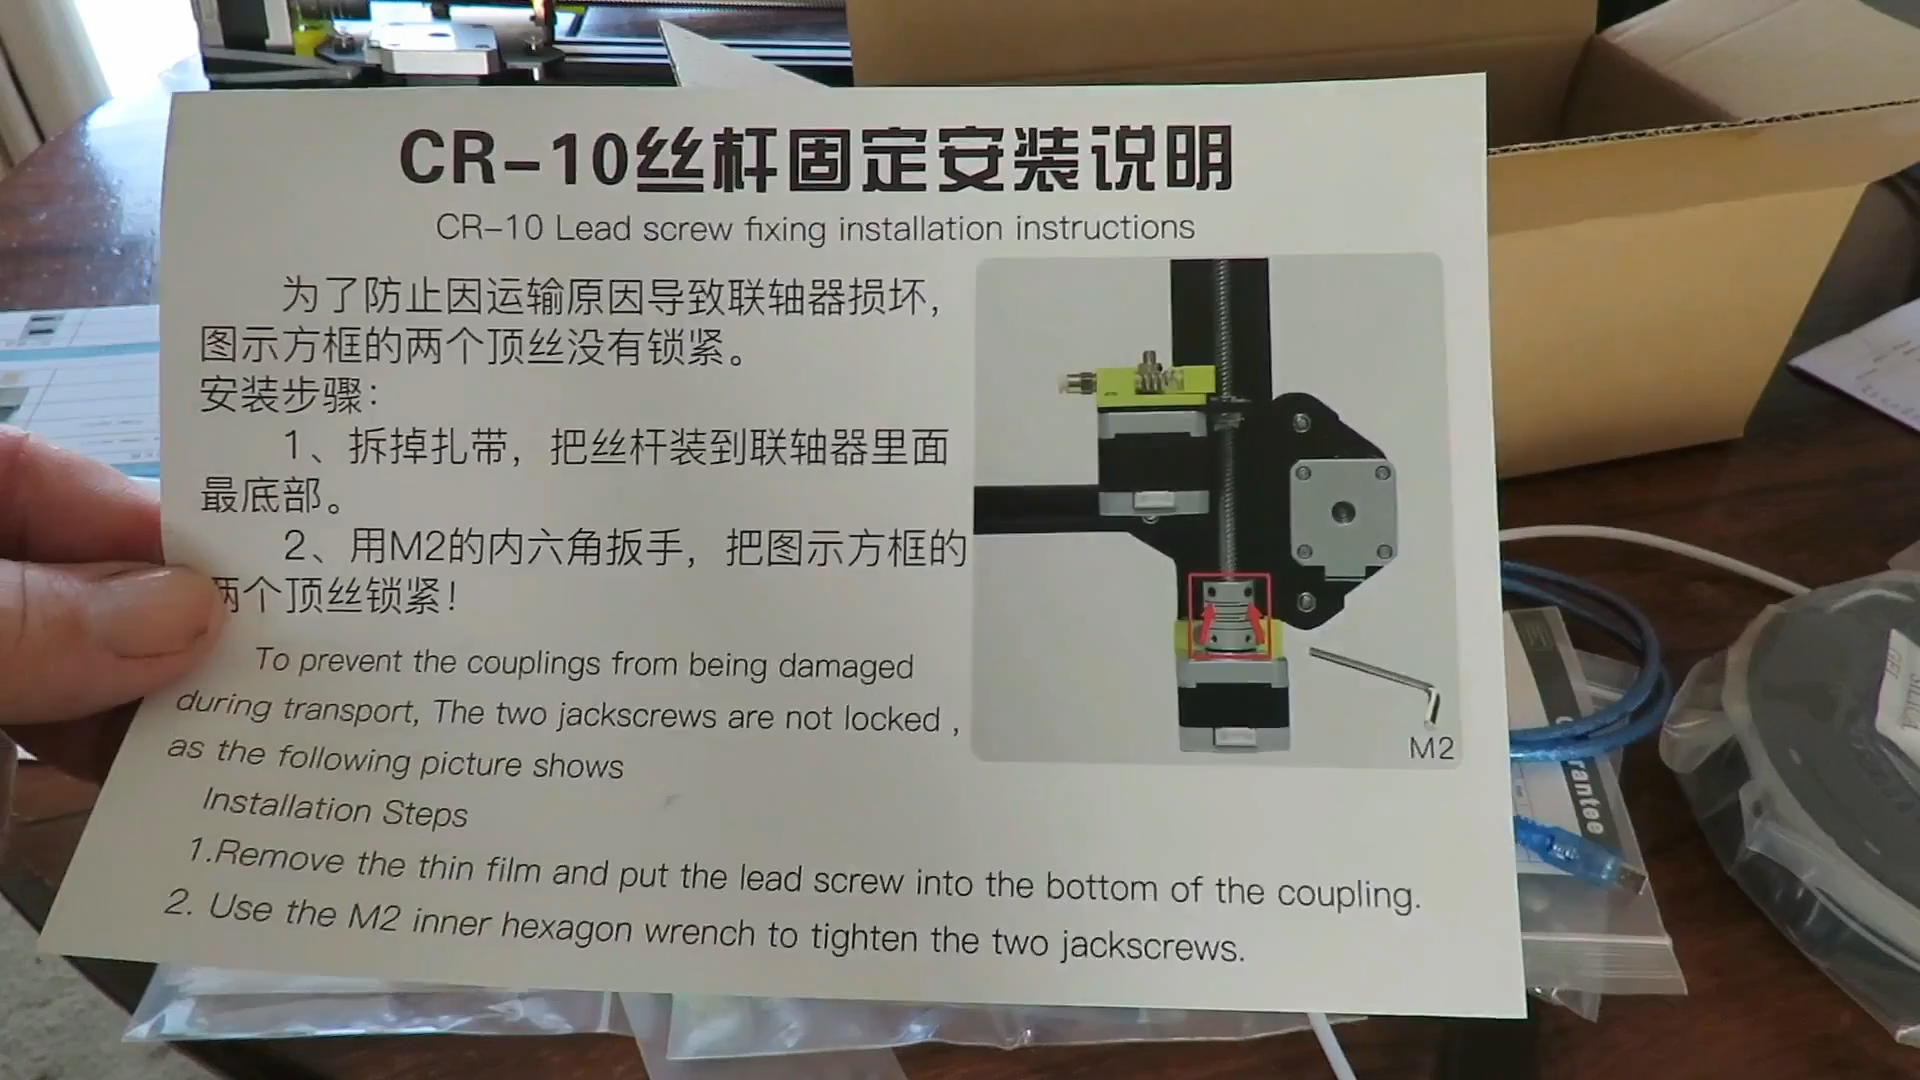 CR-10丝杆固定安装说明
CR-10 Lead screw fixing installation instructions
为了防止因运输原因导致联轴器损坏，
图示方框的两个顶丝没有锁紧。
安装步骤：
1、拆掉扎带，把丝杆装到联轴器里面
最底部。
2、用M2的内六角扳手，把图示方框的
两个顶丝锁紧！
To prevent the couplings from being damaged
during transport, The two jackscrews are not locked ,
as the following picture shows
Installation Steps
1.Remove the thin film and put the lead screw into the bottom of the coupling.
2. Use the M2 inner hexagon wrench to tighten the two jackscrews.
M2
rantee
SILICA
GEL